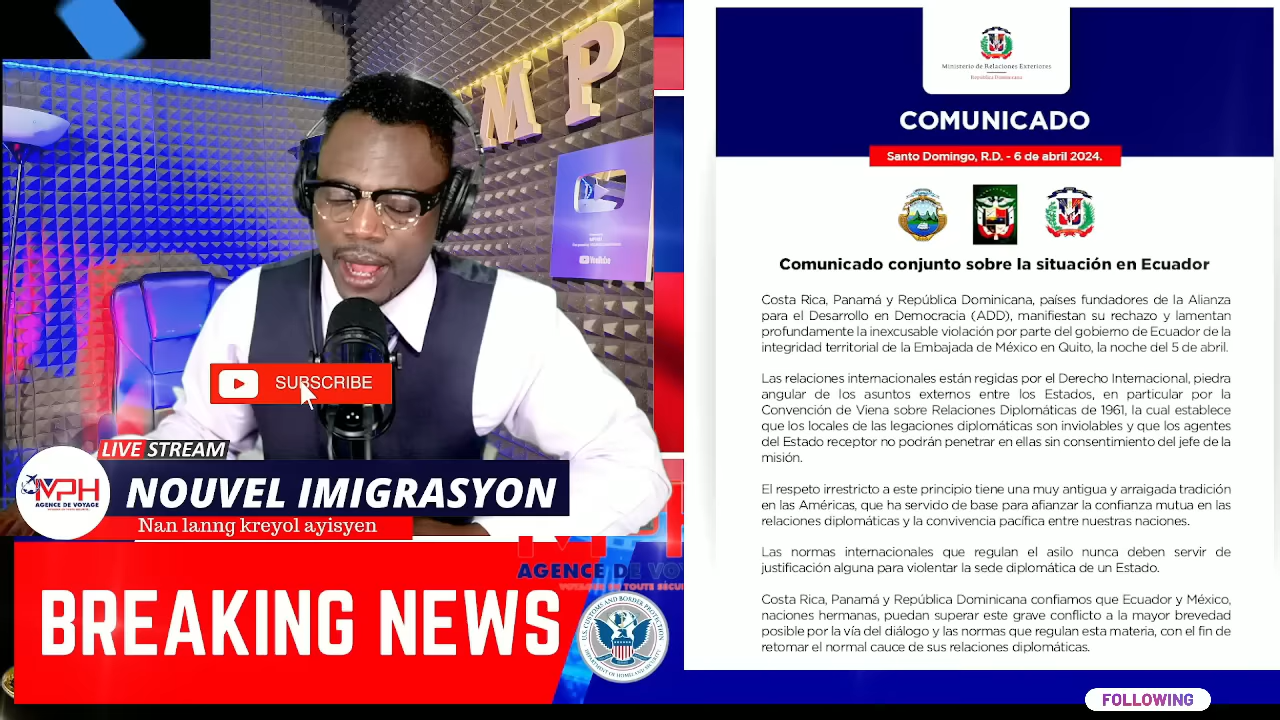 MP
YouTube
SUBSCRIBE
LIVE STREAM
MPH
AGENCE DE VOYAGE
NOUVEL IMIGRASYON
Nan lanng kreyol ayisyen
AGENCE DE VO
BREAKING NEWS
U.S. CUSTOMS AND BORDER PROTECTION
DEPARTMENT OF HOMELAND SECURITY
Ministerio de Relaciones Exteriores
República Dominicana
COMUNICADO
Santo Domingo, R.D. - 6 de abril 2024.
Comunicado conjunto sobre la situación en Ecuador
Costa Rica, Panamá y República Dominicana, países fundadores de la Alianza
para el Desarrollo en Democracia (ADD), manifiestan su rechazo y lamentan
profundamente la inexcusable violación por parte del gobierno de Ecuador de la
integridad territorial de la Embajada de México en Quito, la noche del 5 de abril.
Las relaciones internacionales están regidas por el Derecho Internacional, piedra
angular de los asuntos externos entre los Estados, en particular por la
Convención de Viena sobre Relaciones Diplomáticas de 1961, la cual establece
que los locales de las legaciones diplomáticas son inviolables y que los agentes
del Estado receptor no podrán penetrar en ellas sin consentimiento del jefe de la
misión.
El respeto irrestricto a este principio tiene una muy antigua y arraigada tradición
en las Américas, que ha servido de base para afianzar la confianza mutua en las
relaciones diplomáticas y la convivencia pacífica entre nuestras naciones.
Las normas internacionales que regulan el asilo nunca deben servir de
justificación alguna para violentar la sede diplomática de un Estado.
Costa Rica, Panamá y República Dominicana confiamos que Ecuador y México,
naciones hermanas, puedan superar este grave conflicto a la mayor brevedad
posible por la vía del diálogo y las normas que regulan esta materia, con el fin de
retomar el normal cauce de sus relaciones diplomáticas.
FOLLOWING